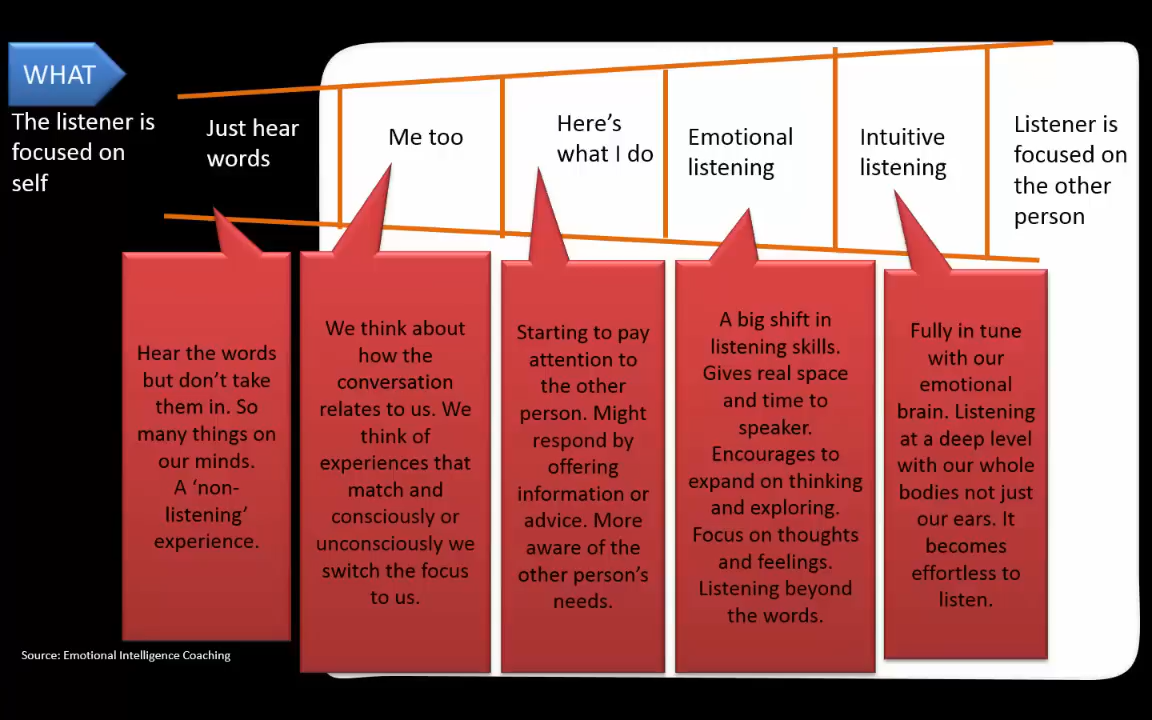 WHAT
The listener is
focused on
self
Just hear
words
Me too
Here’s
what I do
Emotional
listening
Intuitive
listening
Listener is
focused on
the other
person
Hear the words
but don’t take
them in. So
many things on
our minds.
A ‘non-
listening’
experience.
We think about
how the
conversation
relates to us. We
think of
experiences that
match and
consciously or
unconsciously we
switch the focus
to us.
Starting to pay
attention to
the other
person. Might
respond by
offering
information or
advice. More
aware of the
other person’s
needs.
A big shift in
listening skills.
Gives real space
and time to
speaker.
Encourages to
expand on thinking
and exploring.
Focus on thoughts
and feelings.
Listening beyond
the words.
Fully in tune
with our
emotional
brain. Listening
at a deep level
with our whole
bodies not just
our ears. It
becomes
effortless to
listen.
Source: Emotional Intelligence Coaching